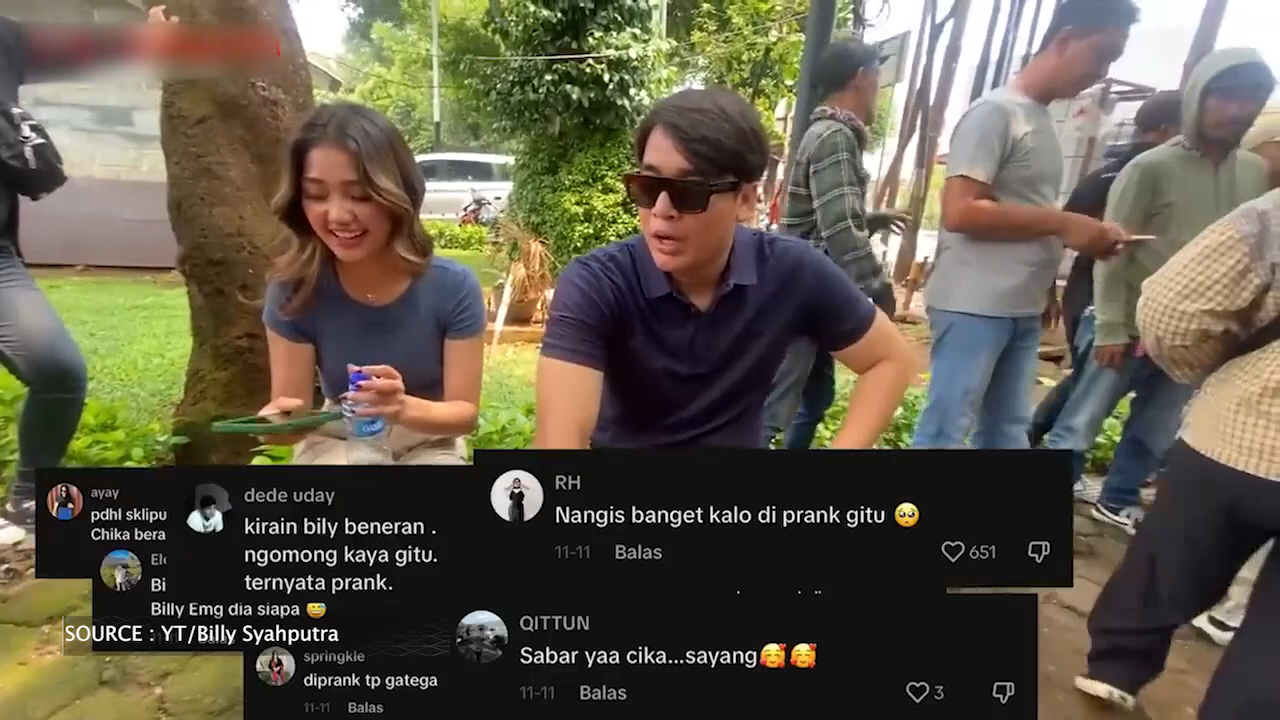 ayay
pdhl sklipu
Chika bera
dede uday
kirain bily beneran .
ngomong kaya gitu.
ternyata prank.
RH
Nangis banget kalo di prank gitu 🥺
11-11 Balas
651
Bi
Billy Emg dia siapa 😅
SOURCE : YT/Billy Syahputra
springkle
diprank tp gatega
11-11 Balas
QITTUN
Sabar yaa cika...sayang🥰🥰
11-11 Balas
3